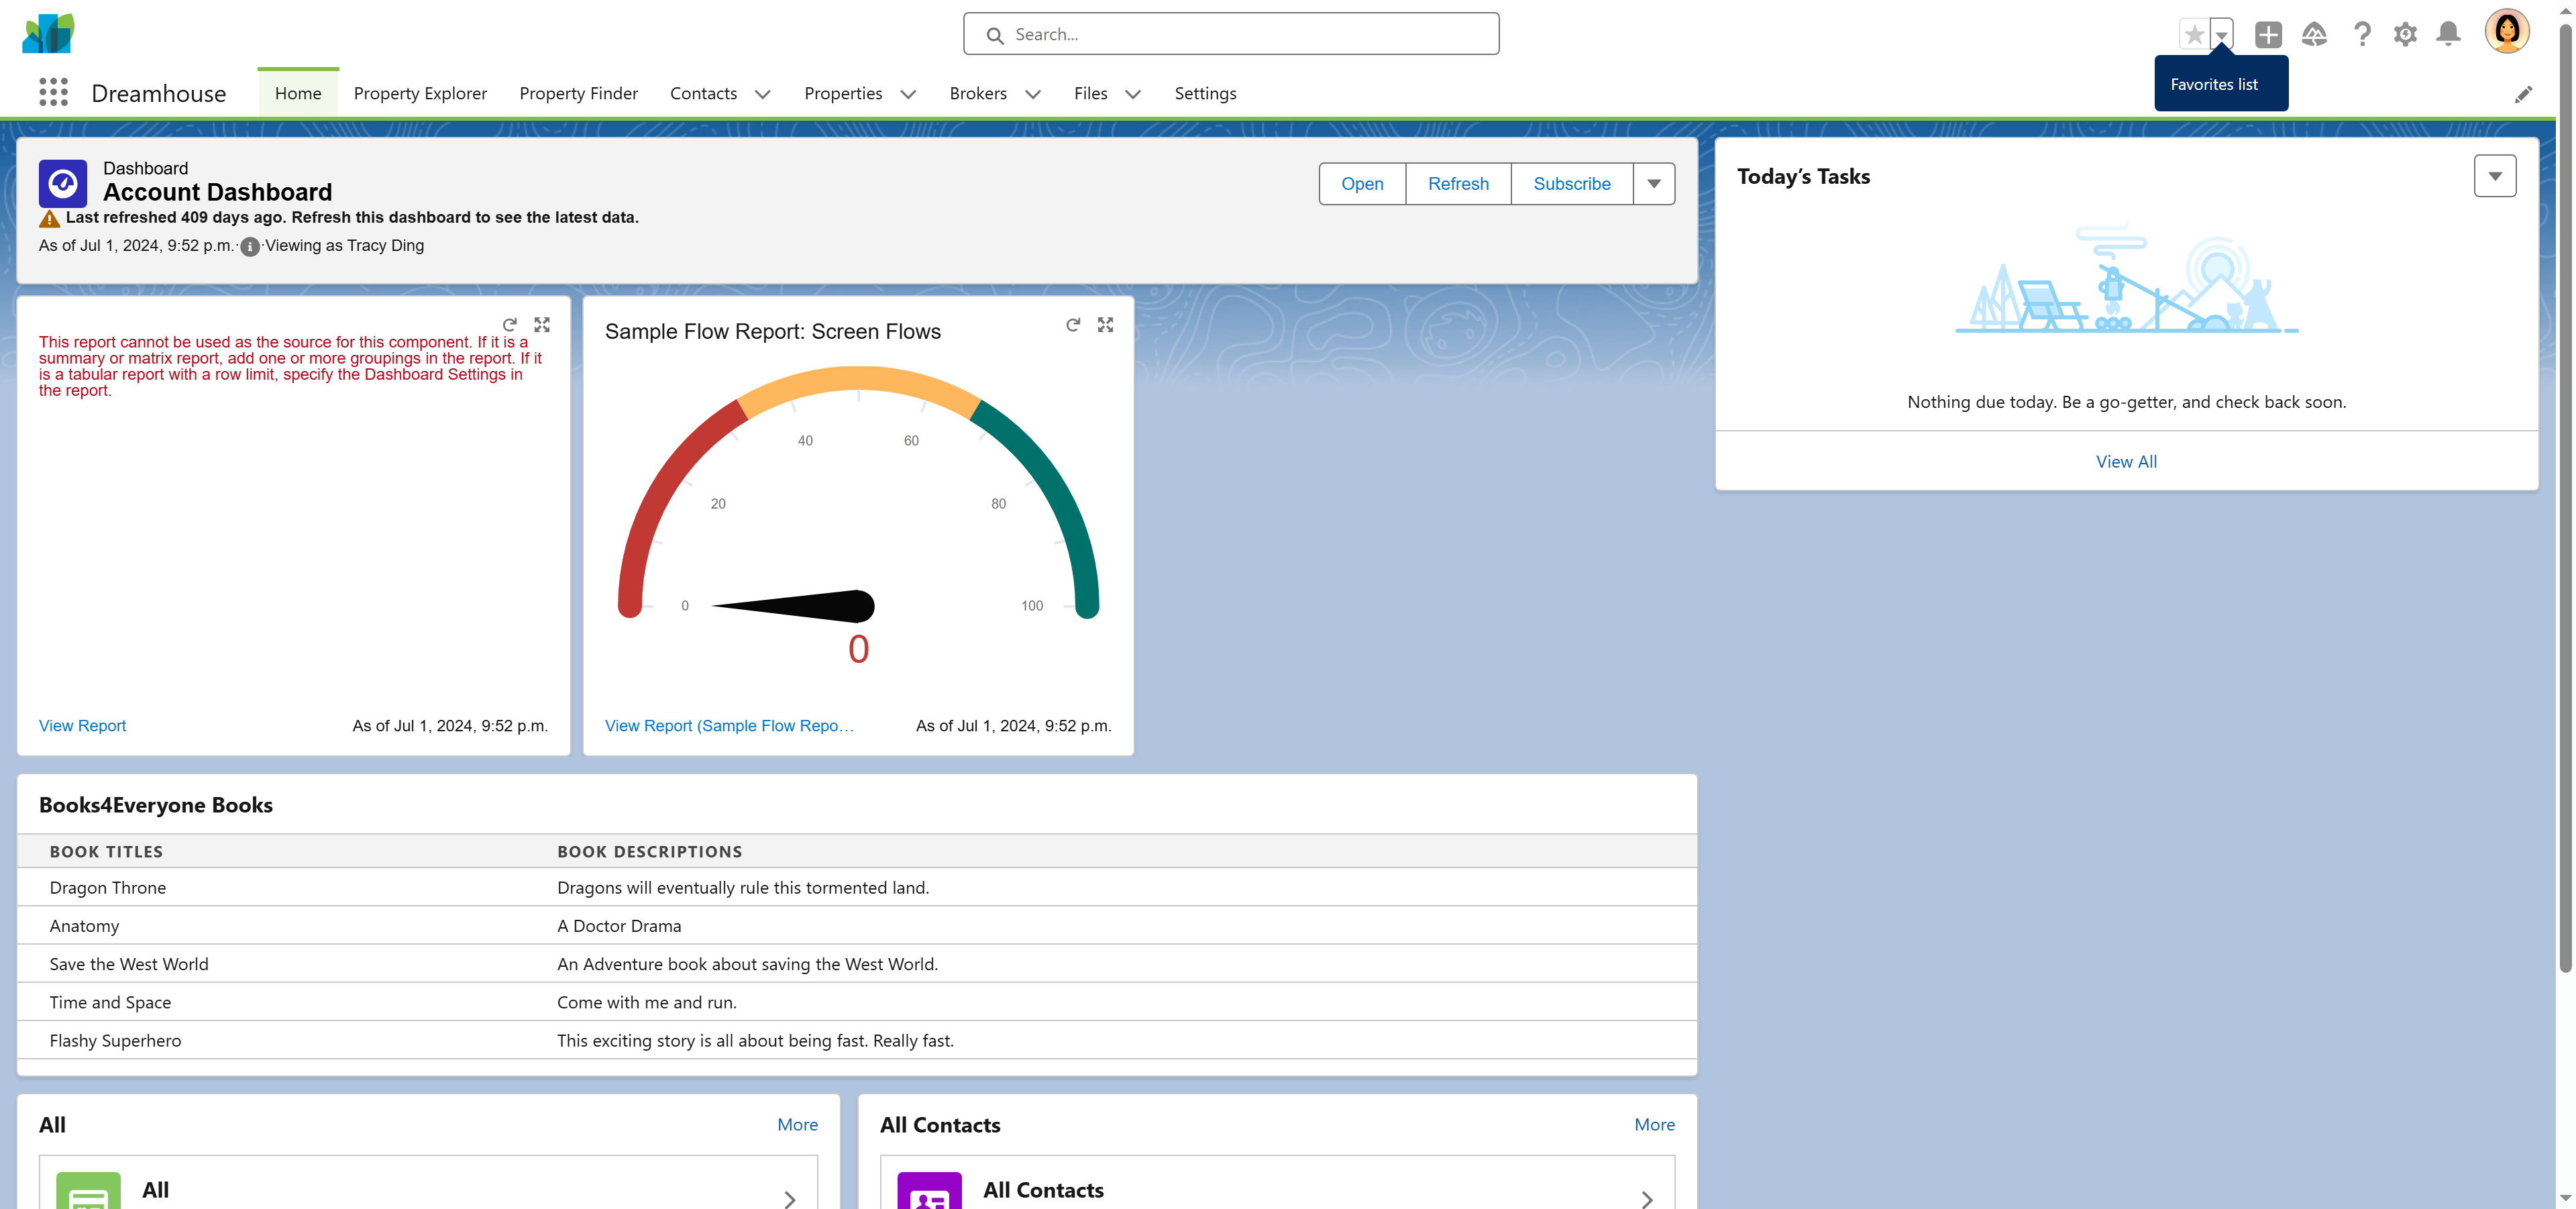 Search...
Favorites list
Dreamhouse
Home
Property Explorer
Property Finder
Contacts
Properties
Brokers
Files
Settings
Dashboard
Account Dashboard
Last refreshed 409 days ago. Refresh this dashboard to see the latest data.
As of Jul 1, 2024, 9:52 p.m.·Viewing as Tracy Ding
Open
Refresh
Subscribe
This report cannot be used as the source for this component. If it is a
summary or matrix report, add one or more groupings in the report. If it
is a tabular report with a row limit, specify the Dashboard Settings in
the report.
View Report
As of Jul 1, 2024, 9:52 p.m.
Sample Flow Report: Screen Flows
0
20
40
60
80
100
0
View Report (Sample Flow Repo…
As of Jul 1, 2024, 9:52 p.m.
Today’s Tasks
Nothing due today. Be a go-getter, and check back soon.
View All
Books4Everyone Books
BOOK TITLES BOOK DESCRIPTIONS
Dragon Throne Dragons will eventually rule this tormented land.
Anatomy A Doctor Drama
Save the West World An Adventure book about saving the West World.
Time and Space Come with me and run.
Flashy Superhero This exciting story is all about being fast. Really fast.
All
More
All
All Contacts
More
All Contacts